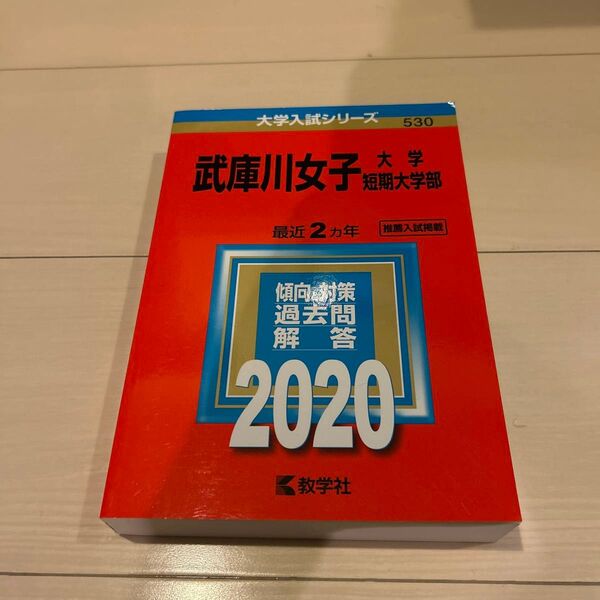 大学入試シリーズ
530
武庫川女子 大学
短期大学部
最近2カ年
推薦入試掲載
傾向と対策
過去問
解答
2020
教学社